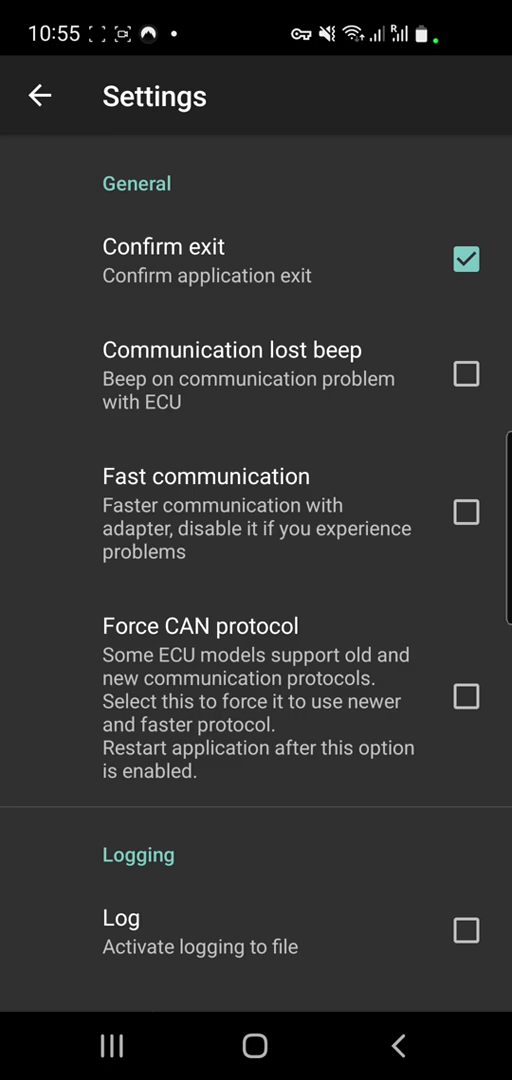 10:55
Settings
General
Confirm exit
Confirm application exit
Communication lost beep
Beep on communication problem
with ECU
Fast communication
Faster communication with
adapter, disable it if you experience
problems
Force CAN protocol
Some ECU models support old and
new communication protocols.
Select this to force it to use newer
and faster protocol.
Restart application after this option
is enabled.
Logging
Log
Activate logging to file